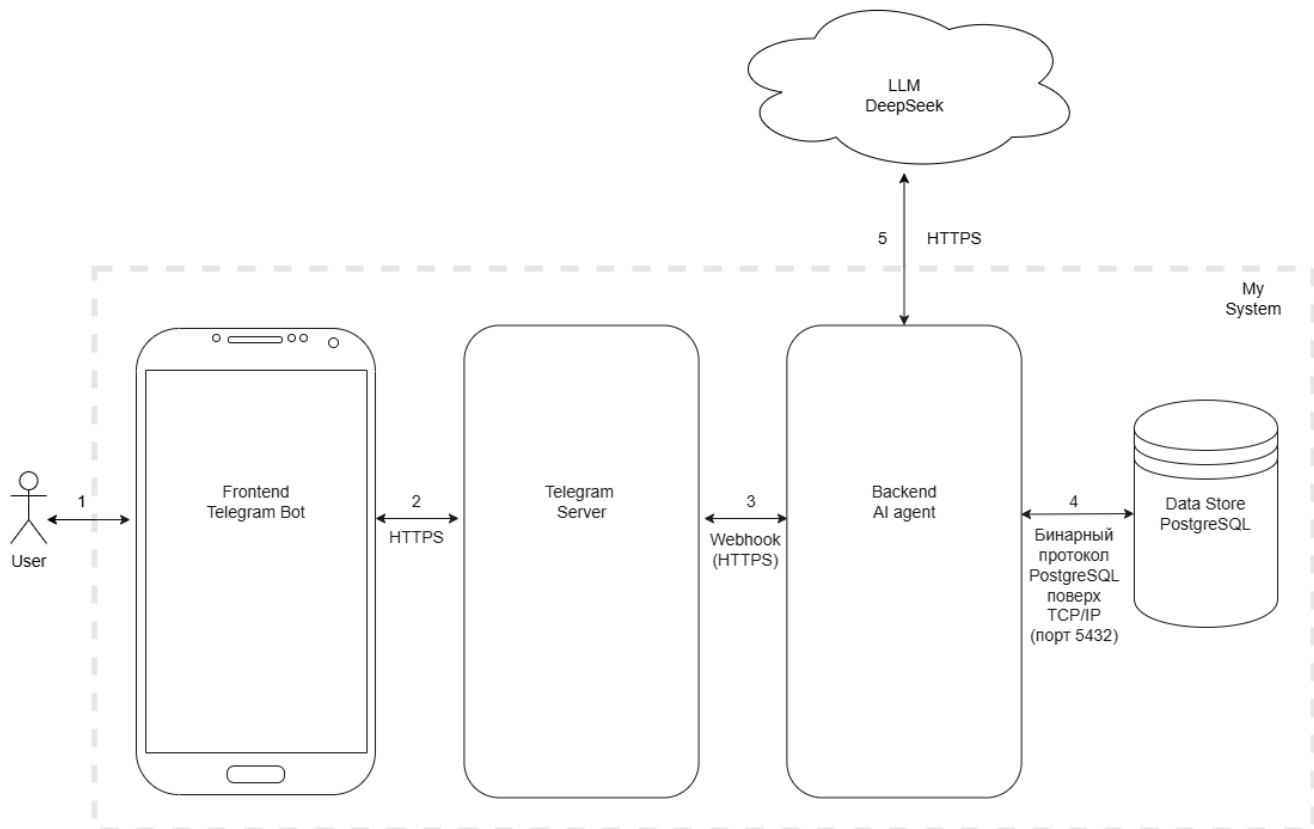 LLM
DeepSeek
5
HTTPS
My
System
Frontend
Telegram Bot
Telegram
Server
Backend
AI agent
Data Store
PostgreSQL
1
User
2
HTTPS
3
Webhook
(HTTPS)
4
Бинарный
протокол
PostgreSQL
поверх
TCP/IP
(порт 5432)